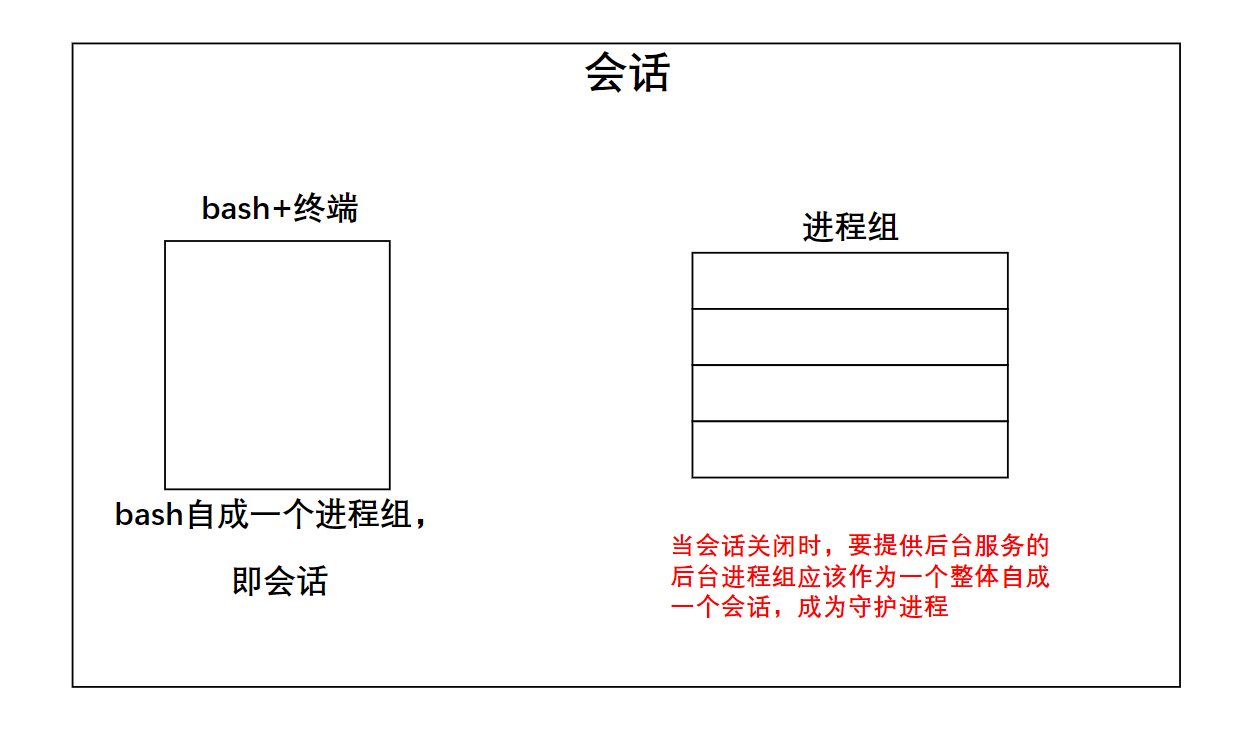 会话
bash+终端
进程组
bash自成一个进程组，
即会话
当会话关闭时，要提供后台服务的
后台进程组应该作为一个整体自成
一个会话，成为守护进程